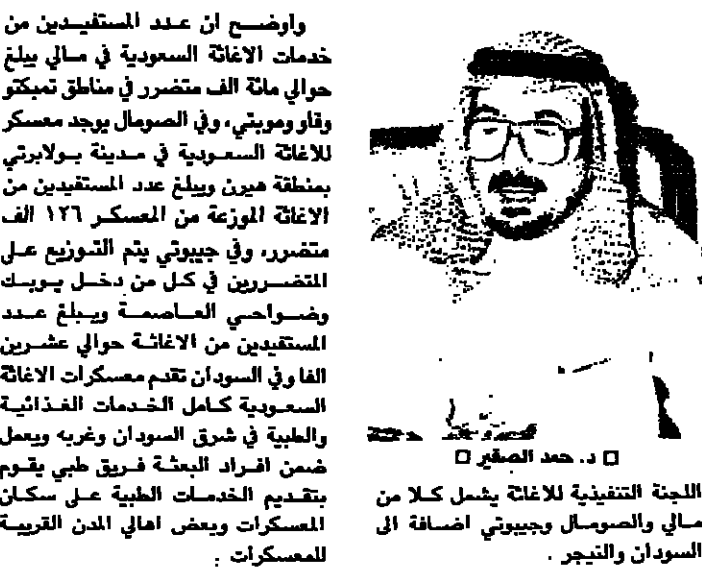 □ د. حمد الصقير □
اللجنة التنفيذية للاغاثة يشمل كلا من
مالي والصومال وجيبوتي اضافة الى
السودان والنيجر .
واوضح ان عدد المستفيدين من
خدمات الاغاثة السعودية في مالي يبلغ
حوالي مائة الف متضرر في مناطق تمبكتو
وقاو وموبتي، وفي الصومال يوجد معسكر
للاغاثة السعودية في مدينة بولابرتي
بمنطقة هيرن ويبلغ عدد المستفيدين من
الاغاثة الموزعة من المعسكر ١٢٦ الف
متضرر، وفي جيبوتي يتم التوزيع على
المتضررين في كل من دخل يوبك
وضواحي العاصمة ويبلغ عدد
المستفيدين من الاغاثة حوالي عشرين
الفا وفي السودان تقدم معسكرات الاغاثة
السعودية كامل الخدمات الغذائية
والطبية في شرق السودان وغربه ويعمل
ضمن افراد البعثة فريق طبي يقوم
بتقديم الخدمات الطبية على سكان
المعسكرات وبعض اهالي المدن القريبة
للمعسكرات :